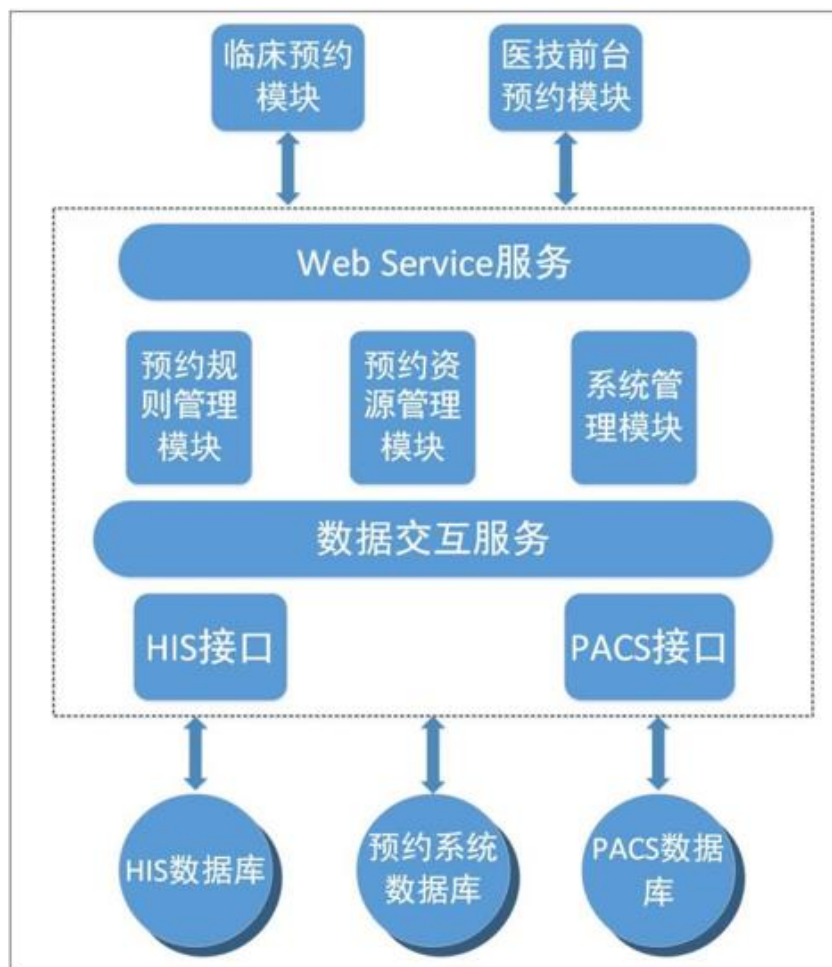 临床预约
模块
医技前台
预约模块
Web Service服务
预约规
则管理
模块
预约资
源管理
模块
系统管
理模块
数据交互服务
HIS接口
PACS接口
HIS数据库
预约系统
数据库
PACS数据
库